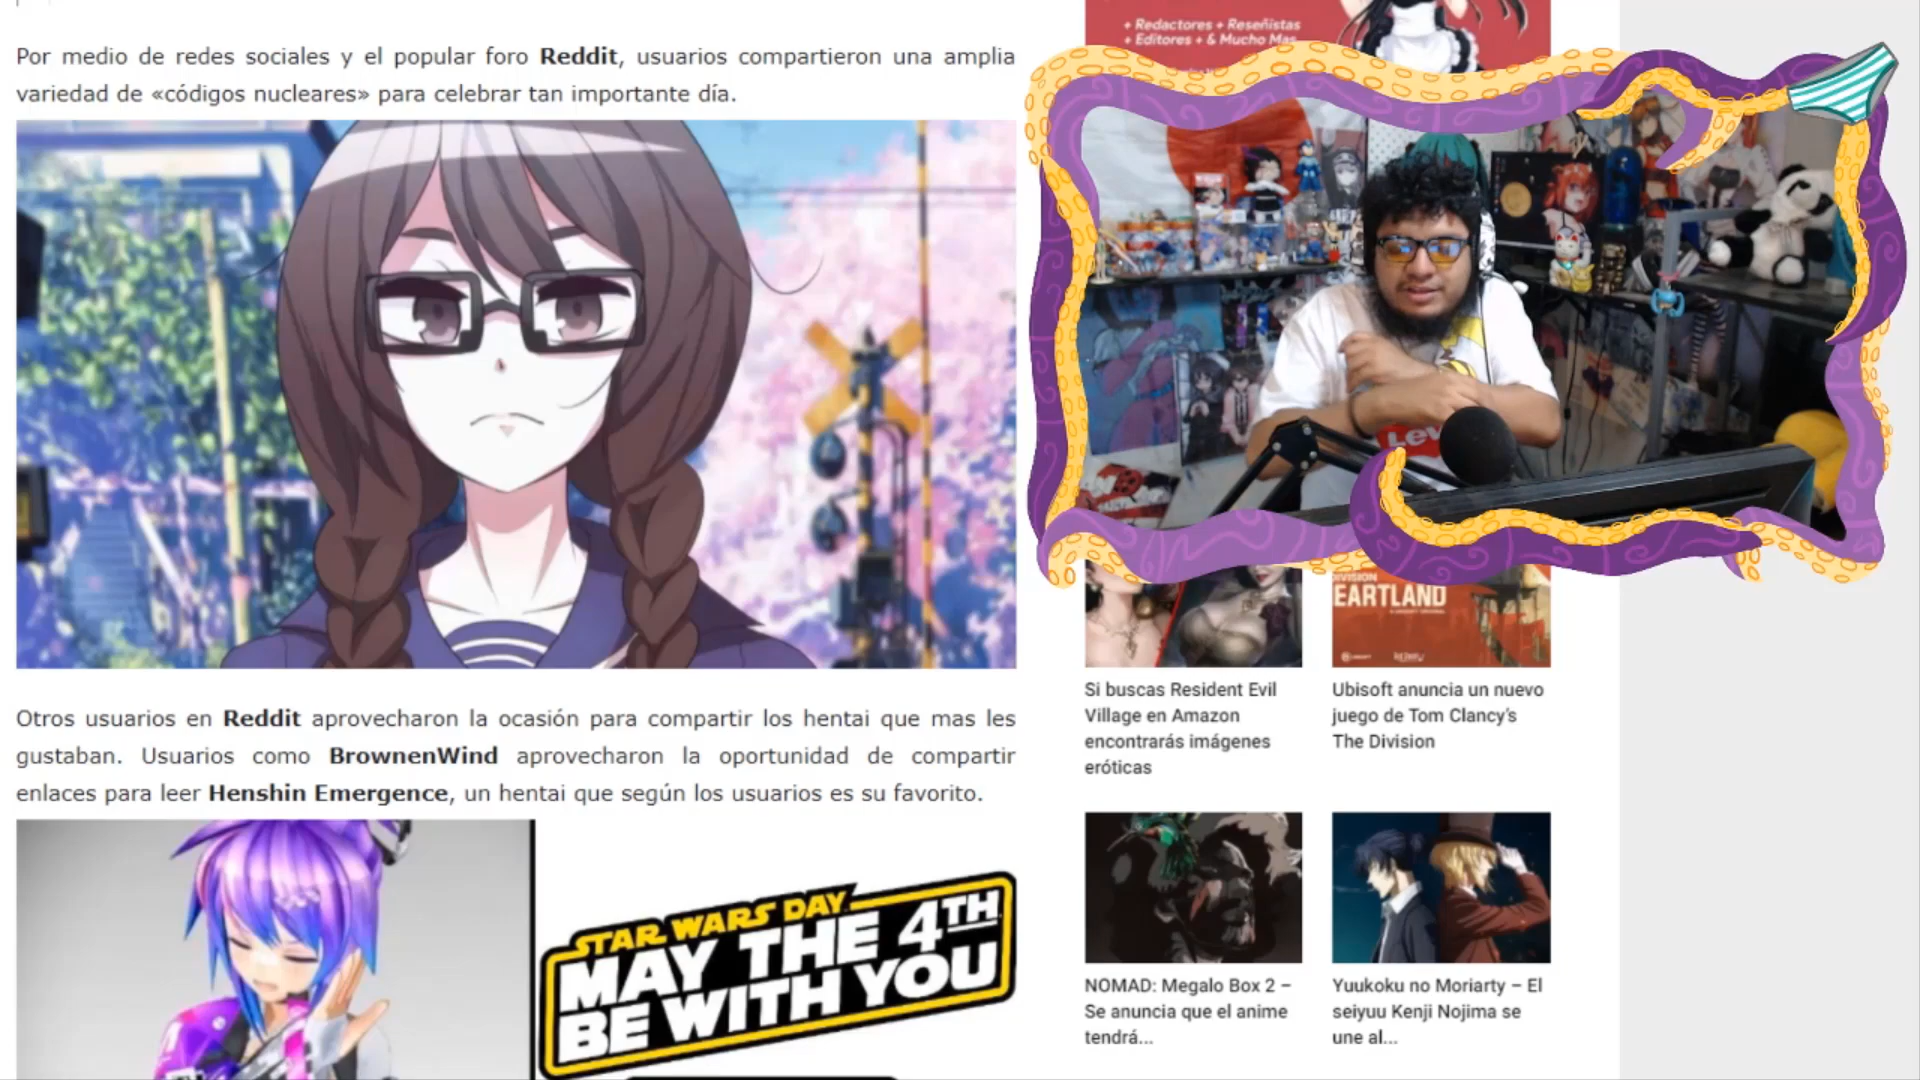 Por medio de redes sociales y el popular foro Reddit, usuarios compartieron una amplia
variedad de «códigos nucleares» para celebrar tan importante día.
Otros usuarios en Reddit aprovecharon la ocasión para compartir los hentai que mas les
gustaban. Usuarios como BrownenWind aprovecharon la oportunidad de compartir
enlaces para leer Henshin Emergence, un hentai que según los usuarios es su favorito.
STAR WARS DAY
MAY THE 4TH
BE WITH YOU
+ Redactores + Reseñistas
+ Editores + & Mucho Mas
Lev
DIVISION
EARTLAND
Si buscas Resident Evil
Village en Amazon
encontrarás imágenes
eróticas
Ubisoft anuncia un nuevo
juego de Tom Clancy's
The Division
NOMAD: Megalo Box 2 –
Se anuncia que el anime
tendrá...
Yuukoku no Moriarty – El
seiyuu Kenji Nojima se
une al...